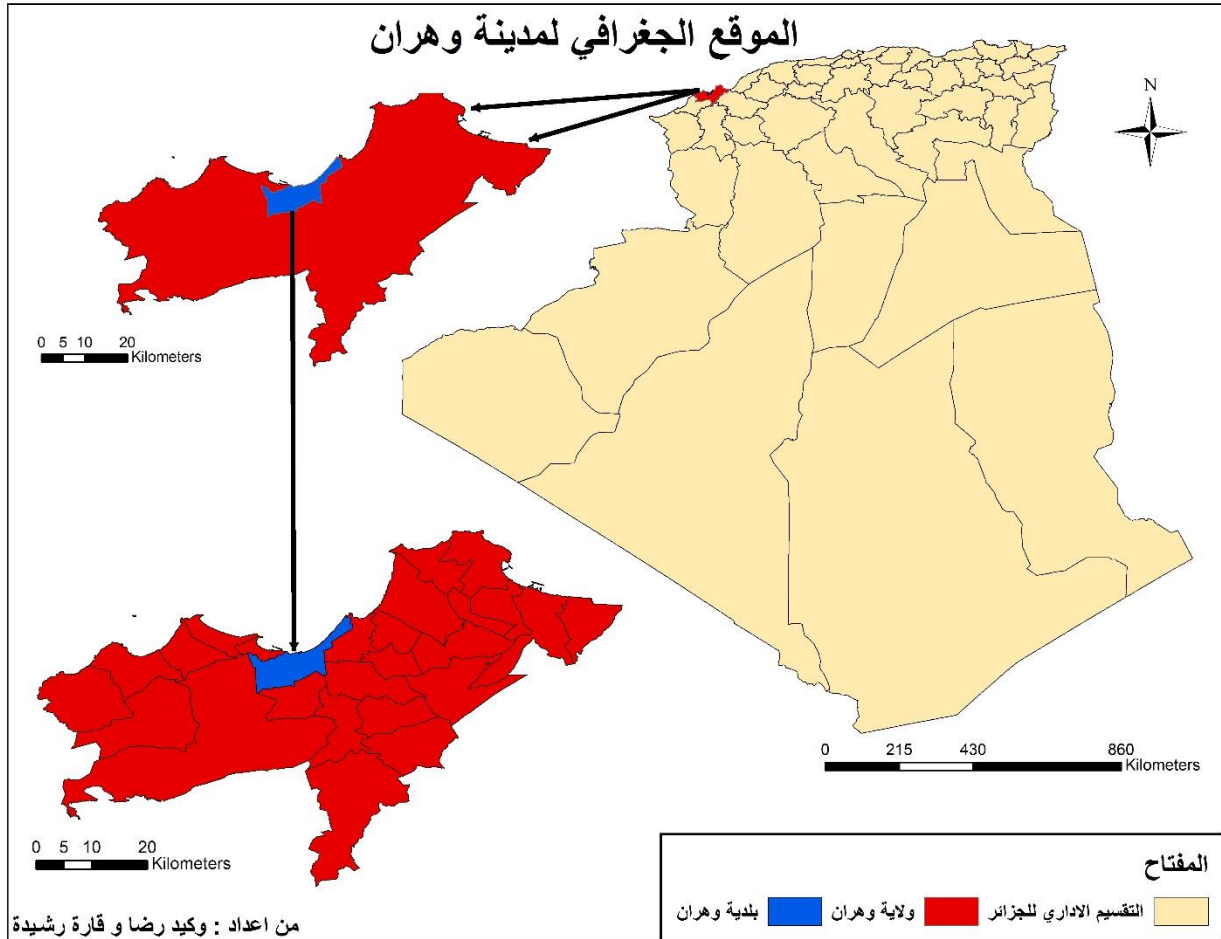 الموقع الجغرافي لمدينة وهران
N
0 5 10 20
Kilometers
0 215 430 860
Kilometers
0 5 10 20
Kilometers
المفتاح
التقسيم الاداري للجزائر
ولاية وهران
بلدية وهران
من اعداد : وكيد رضا و قارة رشيدة